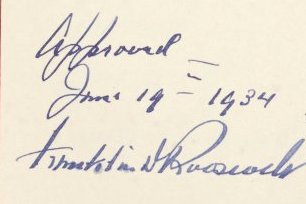 Approved —
June 19 = 1934
Franklin D Roosevelt